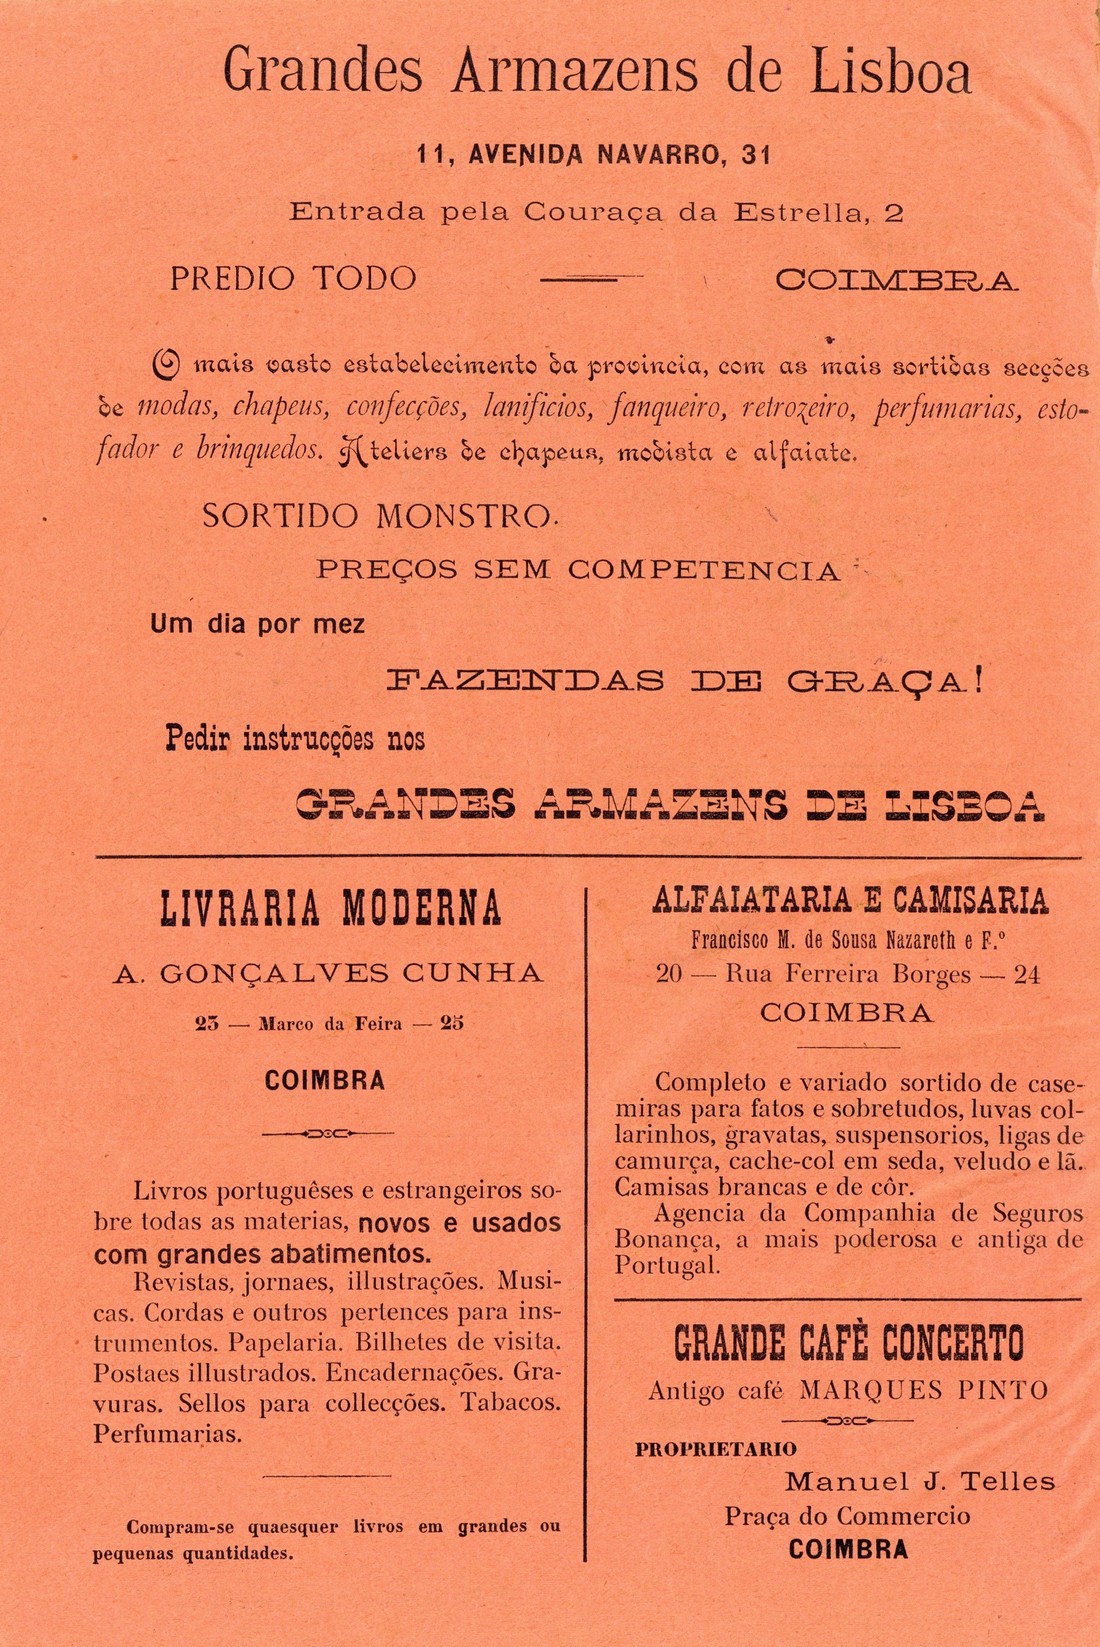 Grandes Armazens de Lisboa
11, AVENIDA NAVARRO, 31
Entrada pela Couraça da Estrella, 2
PREDIO TODO — COIMBRA
O mais vasto estabelecimento da provincia, com as mais sortidas secções
de modas, chapeus, confecções, lanificios, fanqueiro, retrozeiro, perfumarias, esto-
fador e brinquedos. Ateliers de chapeus, modista e alfaiate.
SORTIDO MONSTRO.
PREÇOS SEM COMPETENCIA
Um dia por mez
FAZENDAS DE GRAÇA!
Pedir instrucções nos
GRANDES ARMAZENS DE LISBOA
LIVRARIA MODERNA
A. GONÇALVES CUNHA
23 — Marco da Feira — 25
COIMBRA
Livros portuguêses e estrangeiros so-
bre todas as materias, novos e usados
com grandes abatimentos.
Revistas, jornaes, illustrações. Musi-
cas. Cordas e outros pertences para ins-
trumentos. Papelaria. Bilhetes de visita.
Postaes illustrados. Encadernações. Gra-
vuras. Sellos para collecções. Tabacos.
Perfumarias.
Compram-se quaesquer livros em grandes ou
pequenas quantidades.
ALFAIATARIA E CAMISARIA
Francisco M. de Sousa Nazareth e F.º
20 — Rua Ferreira Borges — 24
COIMBRA
Completo e variado sortido de case-
miras para fatos e sobretudos, luvas col-
larinhos, gravatas, suspensorios, ligas de
camurça, cache-col em seda, veludo e lã.
Camisas brancas e de côr.
Agencia da Companhia de Seguros
Bonança, a mais poderosa e antiga de
Portugal.
GRANDE CAFÈ CONCERTO
Antigo café MARQUES PINTO
PROPRIETARIO
Manuel J. Telles
Praça do Commercio
COIMBRA